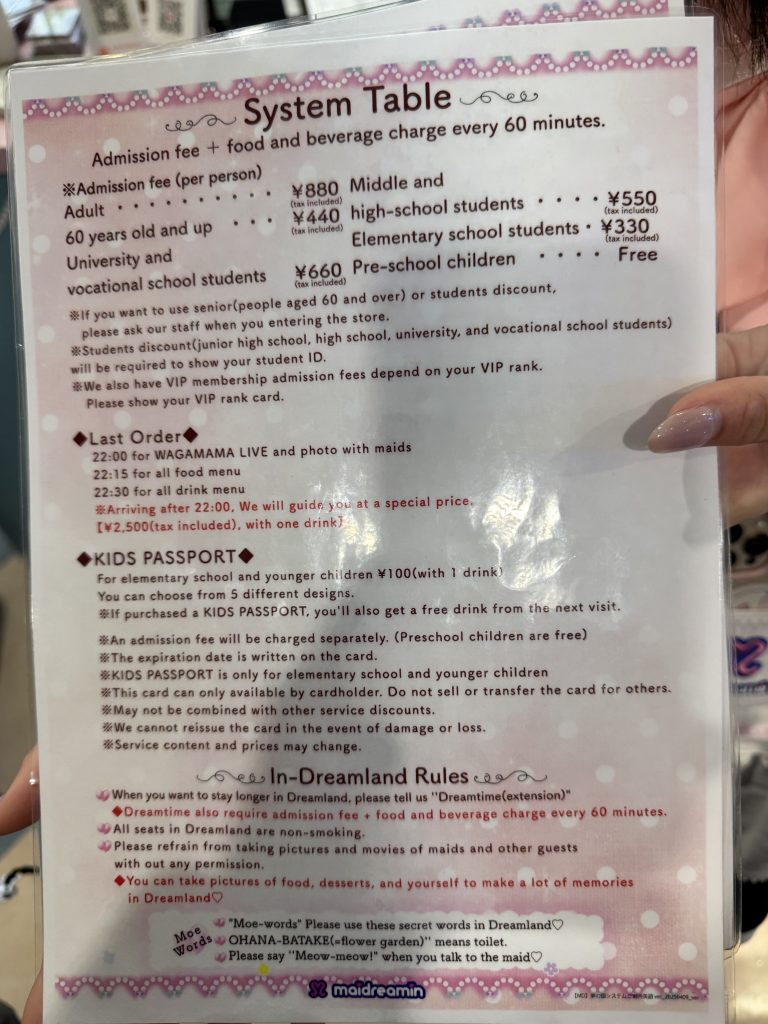 System Table
Admission fee + food and beverage charge every 60 minutes.
※Admission fee (per person)
Adult ・・・・・・・・・・ ¥880
(tax included)
60 years old and up ・・・ ¥440
(tax included)
University and
vocational school students ¥660
(tax included)
Middle and
high-school students ・・・・ ¥550
(tax included)
Elementary school students・ ¥330
(tax included)
Pre-school children ・・・・ Free
※If you want to use senior(people aged 60 and over) or students discount,
please ask our staff when you entering the store.
※Students discount(junior high school, high school, university, and vocational school students)
will be required to show your student ID.
※We also have VIP membership admission fees depend on your VIP rank.
Please show your VIP rank card.
◆Last Order◆
22:00 for WAGAMAMA LIVE and photo with maids
22:15 for all food menu
22:30 for all drink menu
※Arriving after 22:00, We will guide you at a special price.
【¥2,500(tax included), with one drink】
◆KIDS PASSPORT◆
For elementary school and younger children ¥100(with 1 drink)
You can choose from 5 different designs.
※If purchased a KIDS PASSPORT, you'll also get a free drink from the next visit.
※An admission fee will be charged separately. (Preschool children are free)
※The expiration date is written on the card.
※KIDS PASSPORT is only for elementary school and younger children
※This card can only available by cardholder. Do not sell or transfer the card for others.
※May not be combined with other service discounts.
※We cannot reissue the card in the event of damage or loss.
※Service content and prices may change.
In-Dreamland Rules
When you want to stay longer in Dreamland, please tell us "Dreamtime(extension)"
◆Dreamtime also require admission fee + food and beverage charge every 60 minutes.
All seats in Dreamland are non-smoking.
Please refrain from taking pictures and movies of maids and other guests
with out any permission.
◆You can take pictures of food, desserts, and yourself to make a lot of memories
in Dreamland♡
Moe
Words
"Moe-words" Please use these secret words in Dreamland♡
OHANA-BATAKE(=flower garden)" means toilet.
Please say "Meow-meow!" when you talk to the maid♡
maidreamin